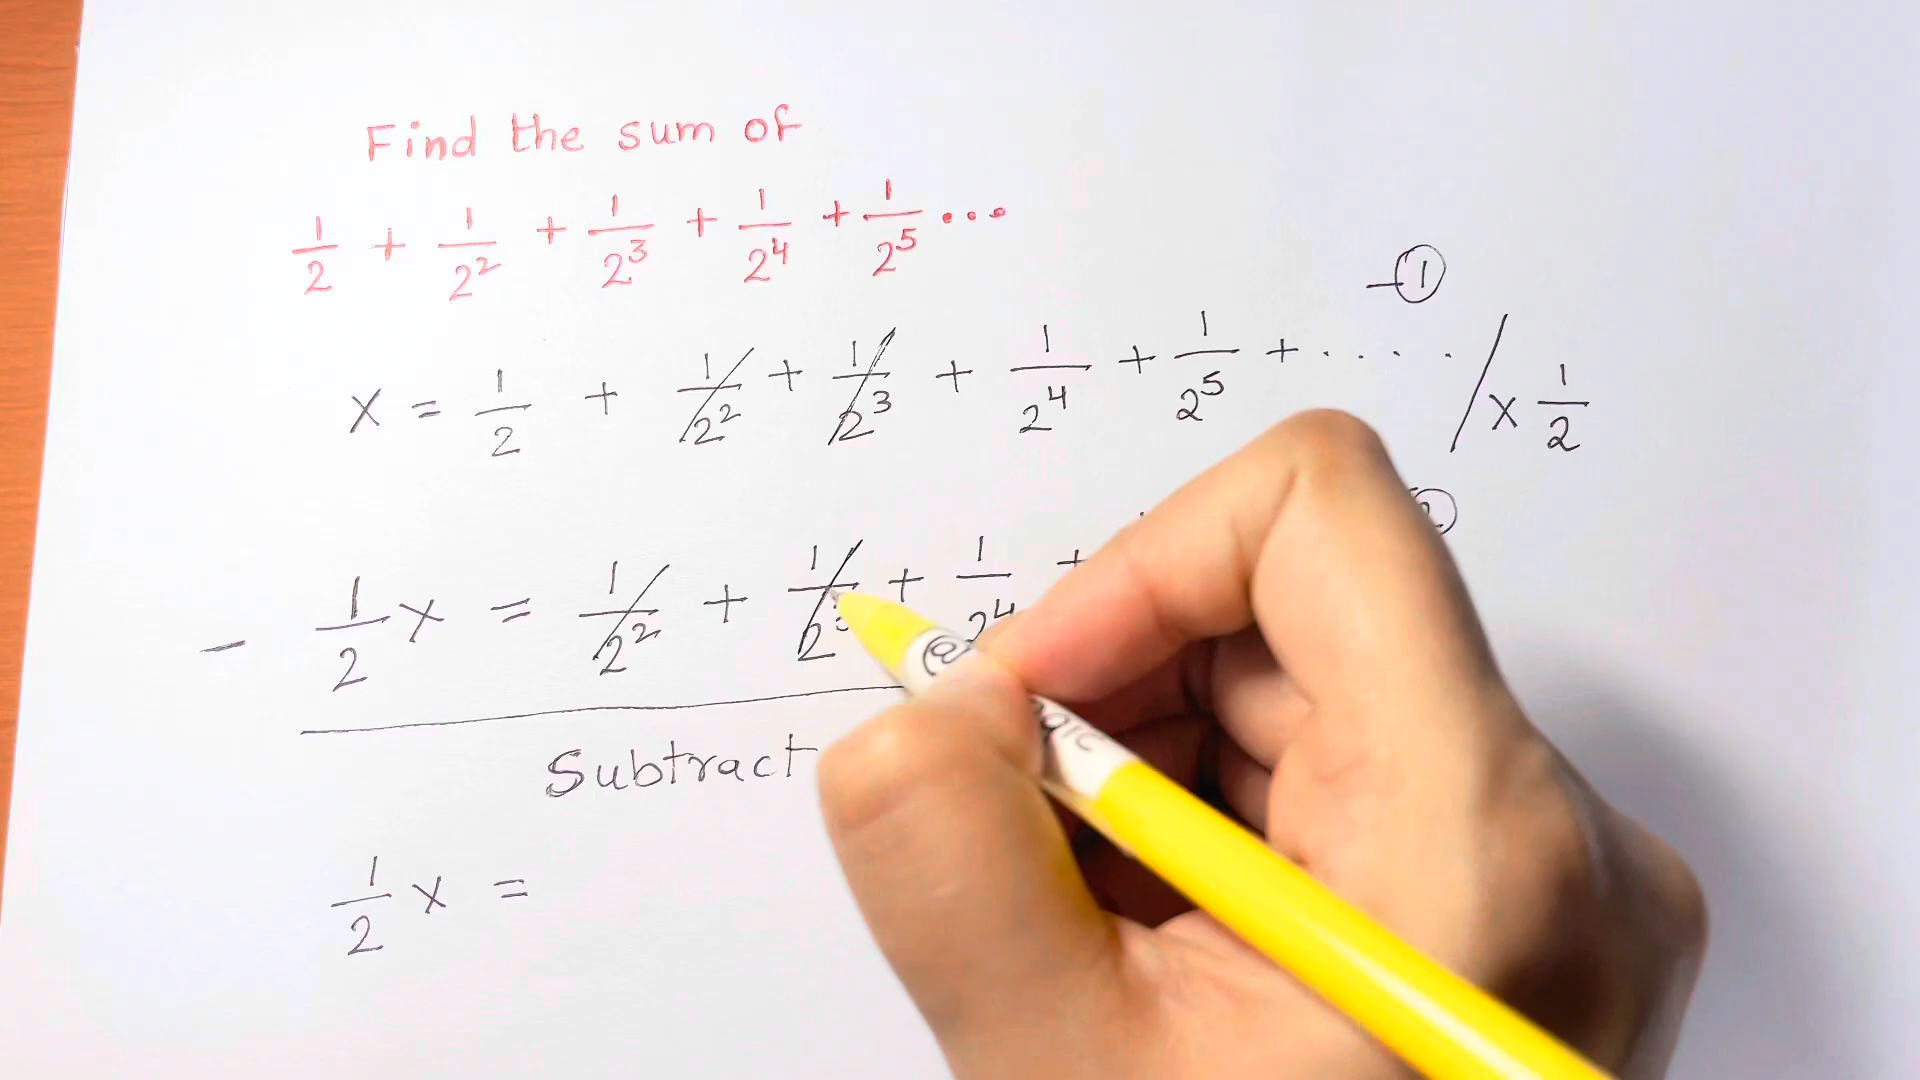 Find the sum of
1/2 + 1/2² + 1/2³ + 1/2⁴ + 1/2⁵ ...
—①
x = 1/2 + 1/2² + 1/2³ + 1/2⁴ + 1/2⁵ + ..... / x 1/2
②
- 1/2 x = 1/2² + 1/2³ + 1/2⁴ +
Subtract
1/2 x =